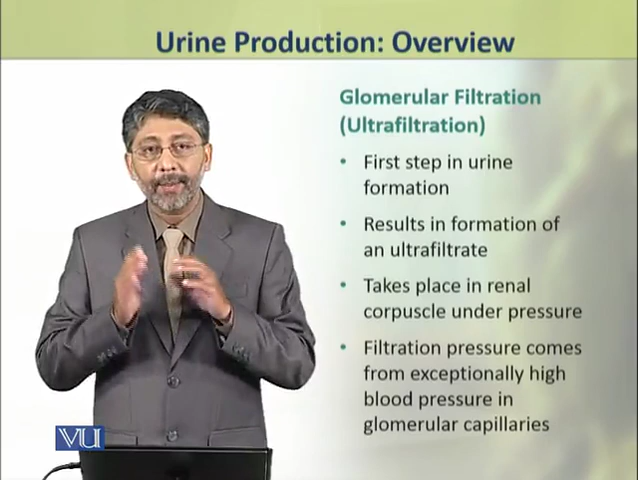 Urine Production: Overview
Glomerular Filtration
(Ultrafiltration)
• First step in urine
formation
• Results in formation of
an ultrafiltrate
• Takes place in renal
corpuscle under pressure
• Filtration pressure comes
from exceptionally high
blood pressure in
glomerular capillaries
VU